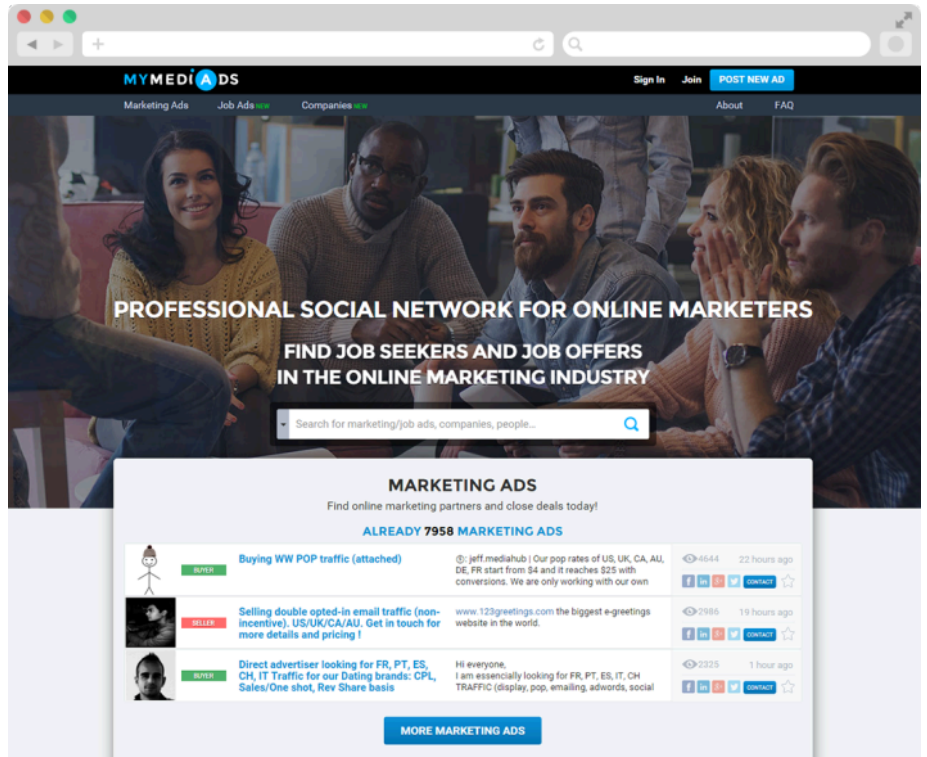 MYMEDiADS
Sign In Join POST NEW AD
Marketing Ads Job Ads NEW Companies NEW About FAQ
PROFESSIONAL SOCIAL NETWORK FOR ONLINE MARKETERS
FIND JOB SEEKERS AND JOB OFFERS
IN THE ONLINE MARKETING INDUSTRY
Search for marketing/job ads, companies, people...
MARKETING ADS
Find online marketing partners and close deals today!
ALREADY 7958 MARKETING ADS
BUYER
Buying WW POP traffic (attached)
Ⓢ: jeff.mediahub | Our pop rates of US, UK, CA, AU,
DE, FR start from $4 and it reaches $25 with
conversions. We are only working with our own
4644 22 hours ago
f in g+ CONTACT
SELLER
Selling double opted-in email traffic (non-
incentive). US/UK/CA/AU. Get in touch for
more details and pricing !
www.123greetings.com the biggest e-greetings
website in the world.
2986 19 hours ago
f in g+ CONTACT
BUYER
Direct advertiser looking for FR, PT, ES,
CH, IT Traffic for our Dating brands: CPL,
Sales/One shot, Rev Share basis
Hi everyone,
I am essencially looking for FR, PT, ES, IT, CH
TRAFFIC (display, pop, emailing, adwords, social
2325 1 hour ago
f in g+ CONTACT
MORE MARKETING ADS